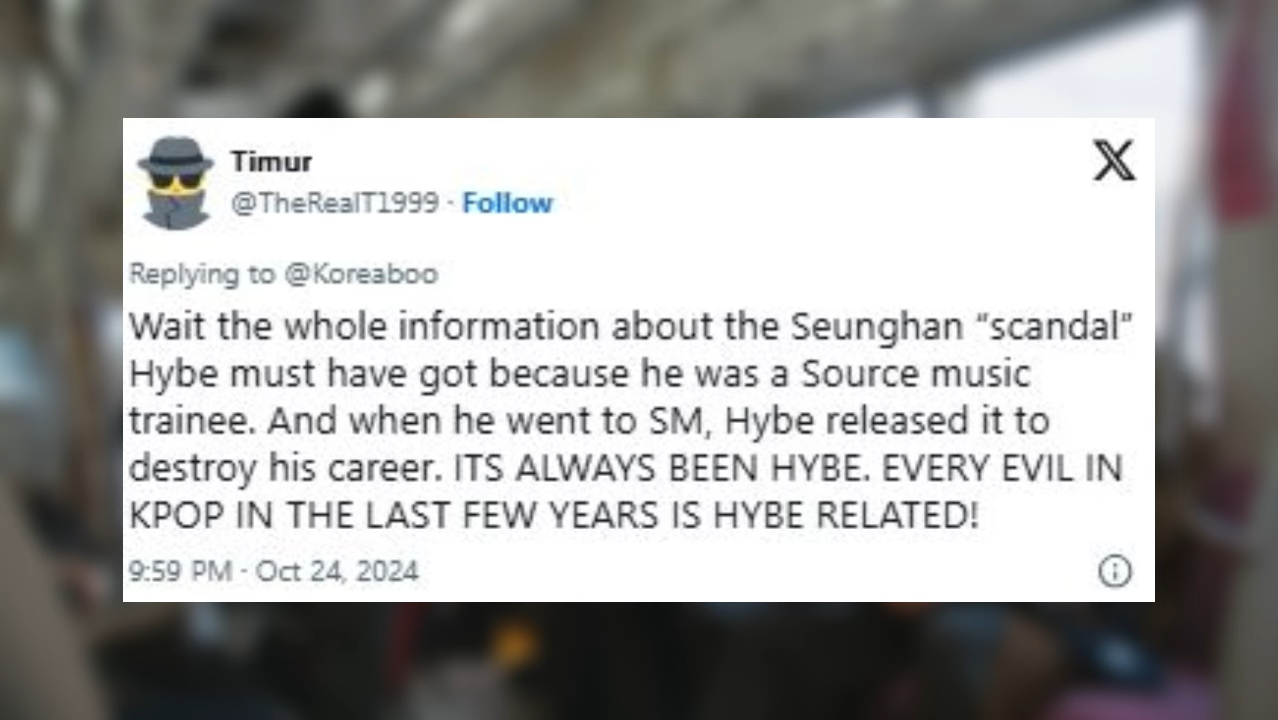 Timur
@TheRealT1999 · Follow
Replying to @Koreaboo
Wait the whole information about the Seunghan “scandal”
Hybe must have got because he was a Source music
trainee. And when he went to SM, Hybe released it to
destroy his career. ITS ALWAYS BEEN HYBE. EVERY EVIL IN
KPOP IN THE LAST FEW YEARS IS HYBE RELATED!
9:59 PM · Oct 24, 2024